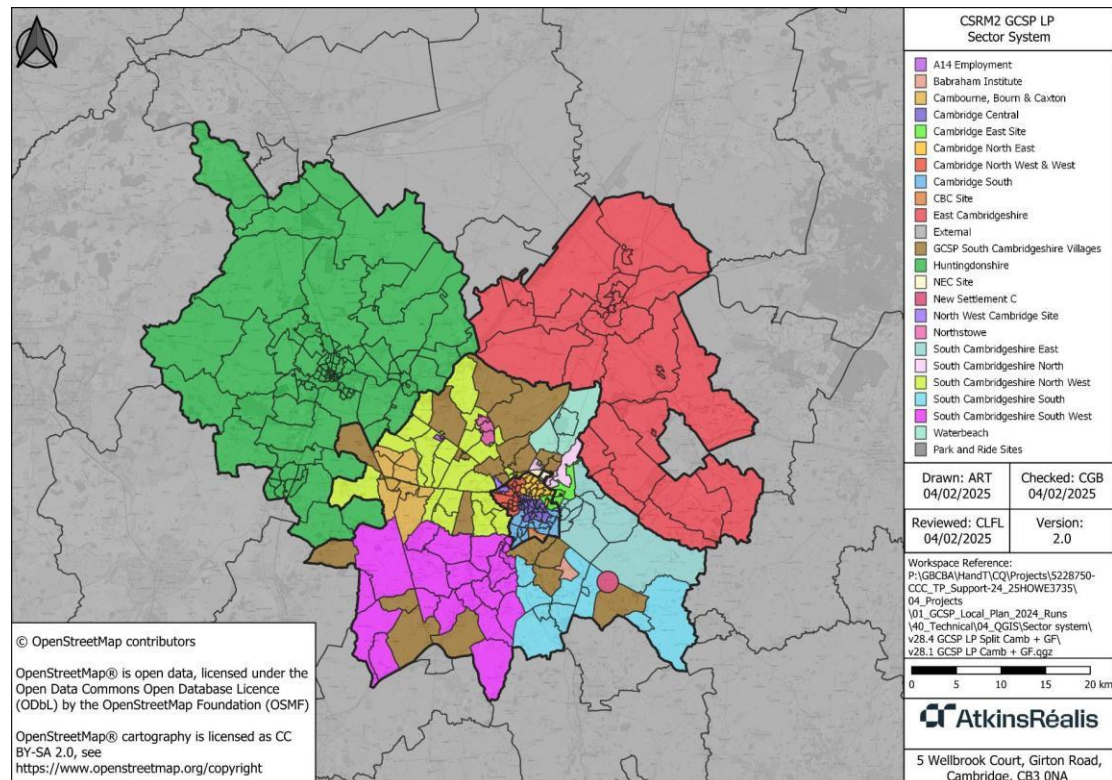 CSRM2 GCSP LP
Sector System
A14 Employment
Babraham Institute
Cambourne, Bourn & Caxton
Cambridge Central
Cambridge East Site
Cambridge North East
Cambridge North West & West
Cambridge South
CBC Site
East Cambridgeshire
External
GCSP South Cambridgeshire Villages
Huntingdonshire
NEC Site
New Settlement C
North West Cambridge Site
Northstowe
South Cambridgeshire East
South Cambridgeshire North
South Cambridgeshire North West
South Cambridgeshire South
South Cambridgeshire South West
Waterbeach
Park and Ride Sites
Drawn: ART
04/02/2025
Checked: CGB
04/02/2025
Reviewed: CLFL
04/02/2025
Version:
2.0
Workspace Reference:
P:\GBCBA\HandT\CQ\Projects\5228750-
CCC_TP_Support-24_25HOWE3735\
04_Projects
\01_GCSP_Local_Plan_2024_Runs
\40_Technical\04_QGIS\Sector system\
v28.4 GCSP LP Split Camb + GF\
v28.1 GCSP LP Camb + GF.qgz
0 5 10 15 20 km
AtkinsRéalis
5 Wellbrook Court, Girton Road,
Cambridge, CB3 0NA
© OpenStreetMap contributors
OpenStreetMap® is open data, licensed under the
Open Data Commons Open Database Licence
(ODbL) by the OpenStreetMap Foundation (OSMF)
OpenStreetMap® cartography is licensed as CC
BY-SA 2.0, see
https://www.openstreetmap.org/copyright